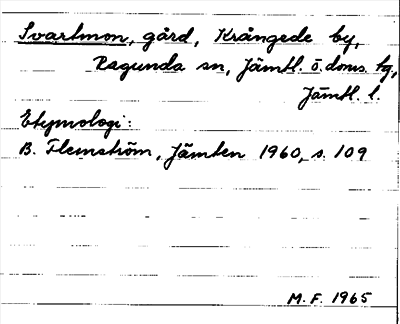 Svartmon, gård, Krångede by,
Ragunda sn, Jämtl. ö. doms. tg,
Jämtl. l.
Etymologi:
B. Flemström, Jämten 1960, s. 109
M. F. 1965